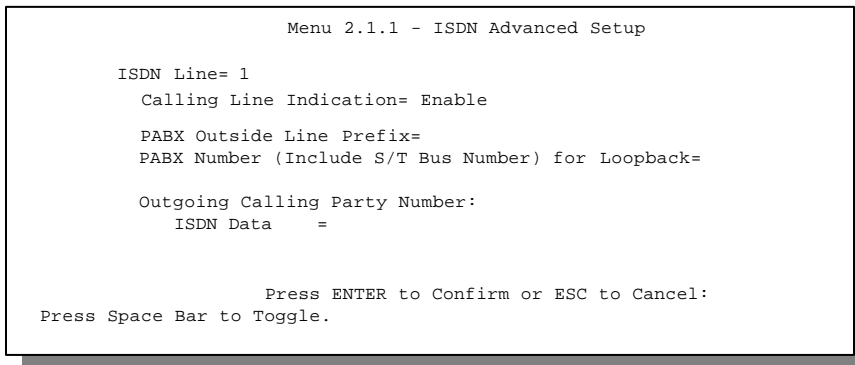 Menu 2.1.1 - ISDN Advanced Setup
ISDN Line= 1
Calling Line Indication= Enable
PABX Outside Line Prefix=
PABX Number (Include S/T Bus Number) for Loopback=
Outgoing Calling Party Number:
ISDN Data    =
Press ENTER to Confirm or ESC to Cancel:
Press Space Bar to Toggle.